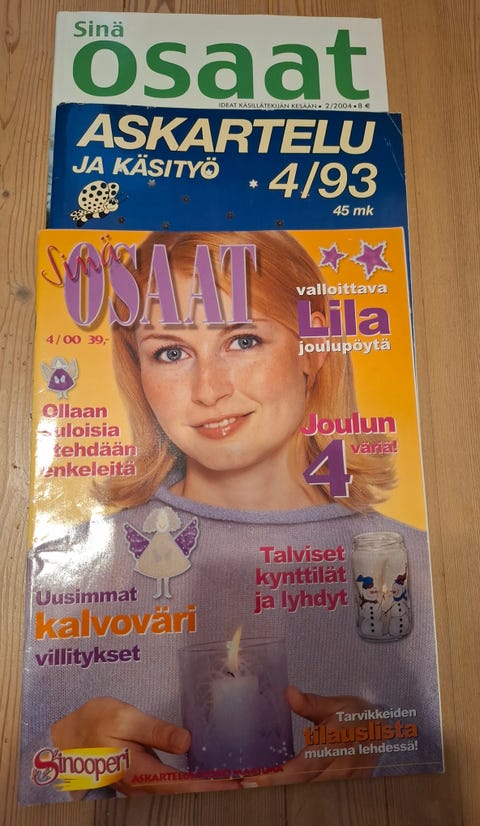 Sinä
osaat
IDEAT KÄSILLÄTEKIJÄN KESÄÄN • 2/2004 • 8 €
ASKARTELU
JA KÄSITYÖ
4/93
45 mk
Sinä
OSAAT
4/00 39,-
valloittava
Lila
joulupöytä
Ollaan
suloisia
tehdään
enkeleitä
Joulun
4 väriä!
Talviset
kynttilät
ja lyhdyt
Uusimmat
kalvoväri
villitykset
Tarvikkeiden
tilauslista
mukana lehdessä!
Sinooperi